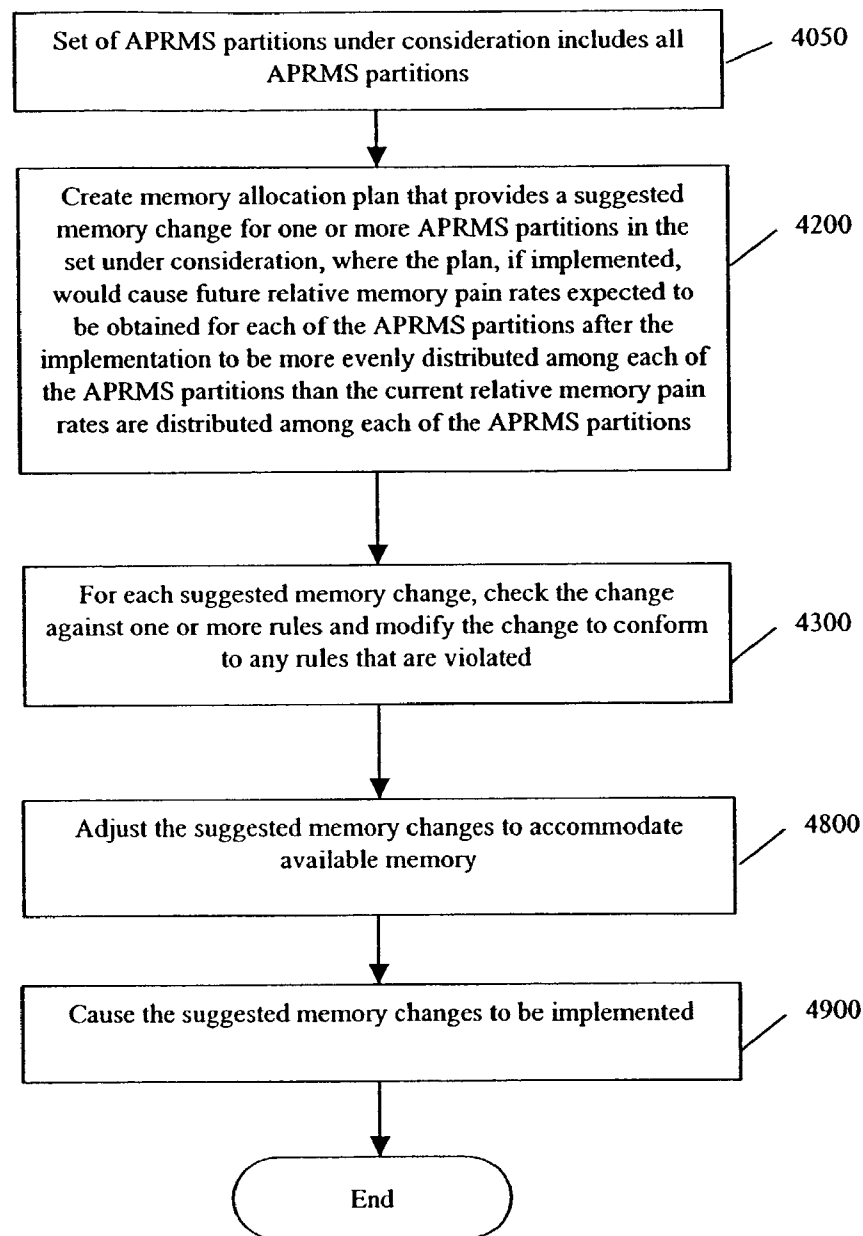 Set of APRMS partitions under consideration includes all
APRMS partitions
4050
Create memory allocation plan that provides a suggested
memory change for one or more APRMS partitions in the
set under consideration, where the plan, if implemented,
would cause future relative memory pain rates expected to
be obtained for each of the APRMS partitions after the
implementation to be more evenly distributed among each of
the APRMS partitions than the current relative memory pain
rates are distributed among each of the APRMS partitions
4200
For each suggested memory change, check the change
against one or more rules and modify the change to conform
to any rules that are violated
4300
Adjust the suggested memory changes to accommodate
available memory
4800
Cause the suggested memory changes to be implemented
4900
End